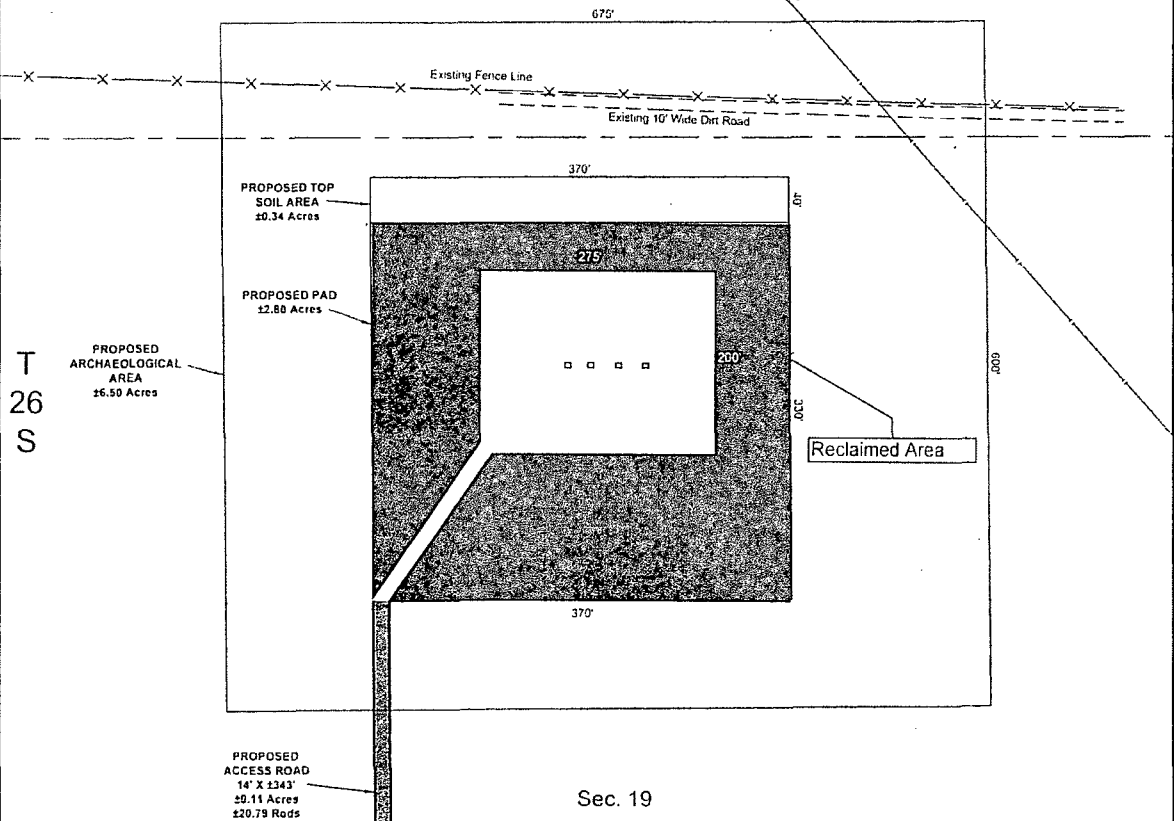 675'
Existing Fence Line
Existing 10' Wide Dirt Road
370'
PROPOSED TOP
SOIL AREA
±0.34 Acres
40'
275'
PROPOSED PAD
±2.80 Acres
T
26
S
PROPOSED
ARCHAEOLOGICAL
AREA
±6.50 Acres
200'
600'
330'
Reclaimed Area
370'
PROPOSED
ACCESS ROAD
14' X ±343'
±0.11 Acres
±20.79 Rods
Sec. 19